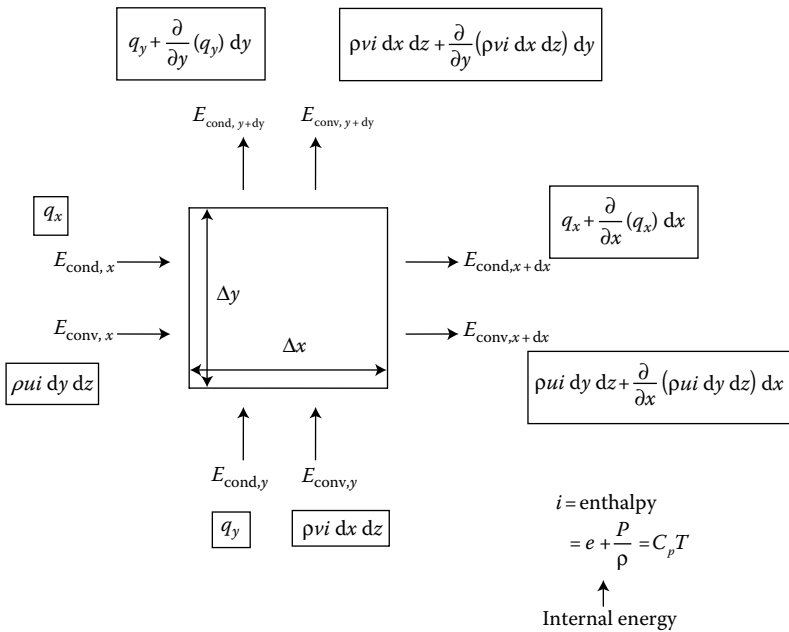 q_y + ∂/∂y (q_y) dy
ρvi dx dz + ∂/∂y (ρvi dx dz) dy
E_cond, y+dy
E_conv, y+dy
q_x
q_x + ∂/∂x (q_x) dx
E_cond, x
E_cond,x+dx
Δy
E_conv, x
E_conv,x+dx
Δx
ρui dy dz
ρui dy dz + ∂/∂x (ρui dy dz) dx
E_cond,y
E_conv,y
q_y
ρvi dx dz
i = enthalpy
= e + P/ρ = C_pT
Internal energy